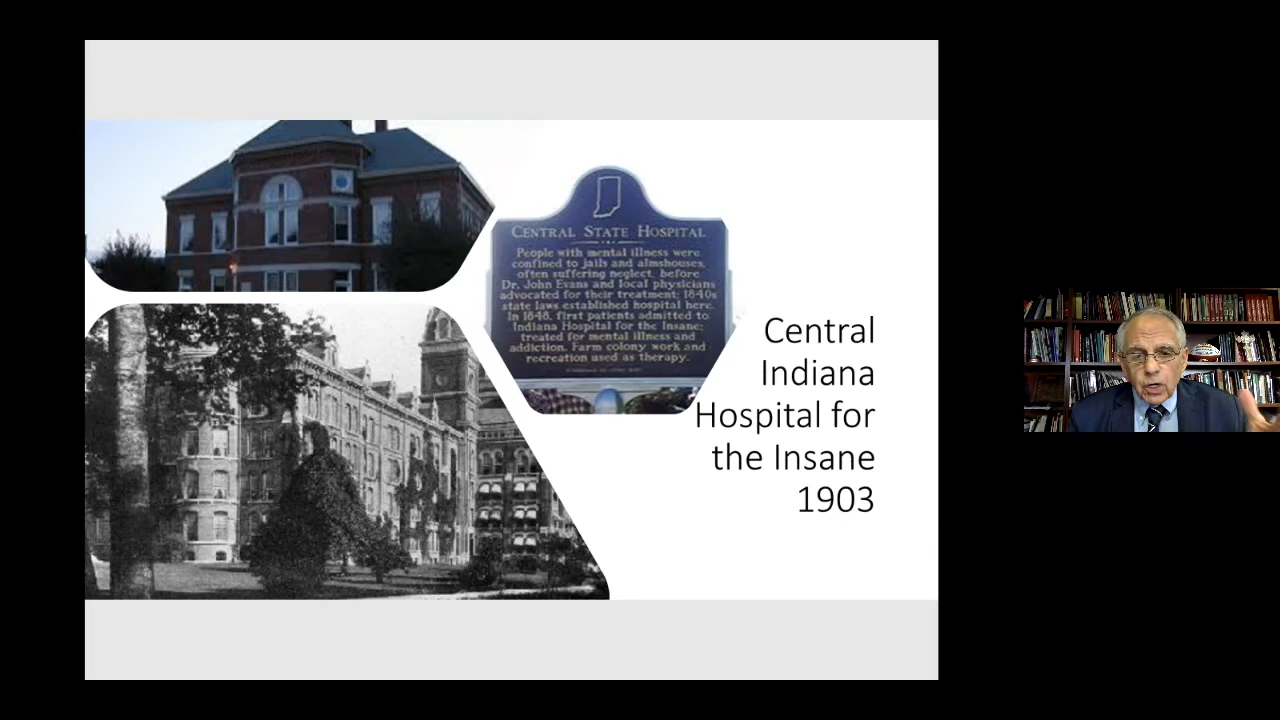 CENTRAL STATE HOSPITAL
People with mental illness were
confined to jails and almshouses,
often suffering neglect, before
Dr. John Evans and local physicians
advocated for their treatment; 1840s
state laws established hospital here.
In 1848, first patients admitted to
Indiana Hospital for the Insane;
treated for mental illness and
addiction. Farm colony work and
recreation used as therapy.
Central
Indiana
Hospital for
the Insane
1903